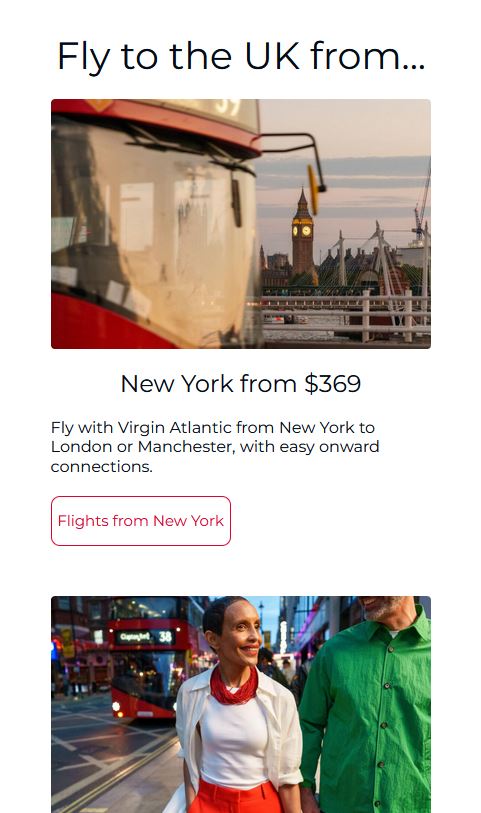 Fly to the UK from...
New York from $369
Fly with Virgin Atlantic from New York to
London or Manchester, with easy onward
connections.
Flights from New York
38